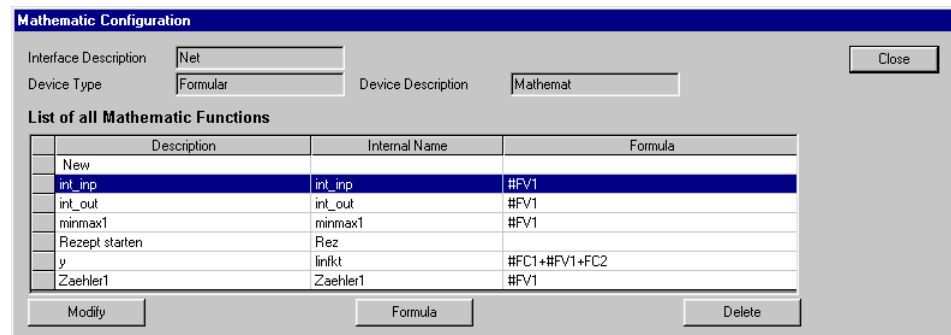 Mathematic Configuration
Interface Description Net Close
Device Type Formular Device Description Mathemat
List of all Mathematic Functions
Description Internal Name Formula
New
int_inp int_inp #FV1
int_out int_out #FV1
minmax1 minmax1 #FV1
Rezept starten Rez
y linfkt #FC1+#FV1+FC2
Zaehler1 Zaehler1 #FV1
Modify Formula Delete